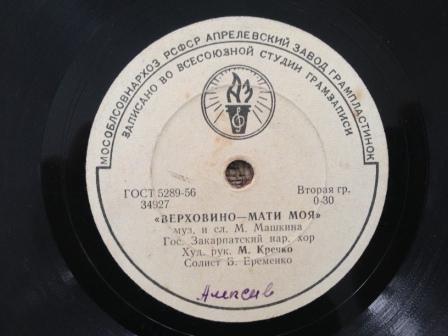 МОСОБЛСОВНАРХОЗ РСФСР АПРЕЛЕВСКИЙ ЗАВОД ГРАМПЛАСТИНОК
ЗАПИСАНО ВО ВСЕСОЮЗНОЙ СТУДИИ ГРАМЗАПИСИ
АЗ
ГОСТ 5289-56
34927
Вторая гр.
0-30
«ВЕРХОВИНО—МАТИ МОЯ»
муз. и сл. М. Машкина
Гос. Закарпатский нар. хор
Худ. рук. М. Кречко
Солист В. Еременко